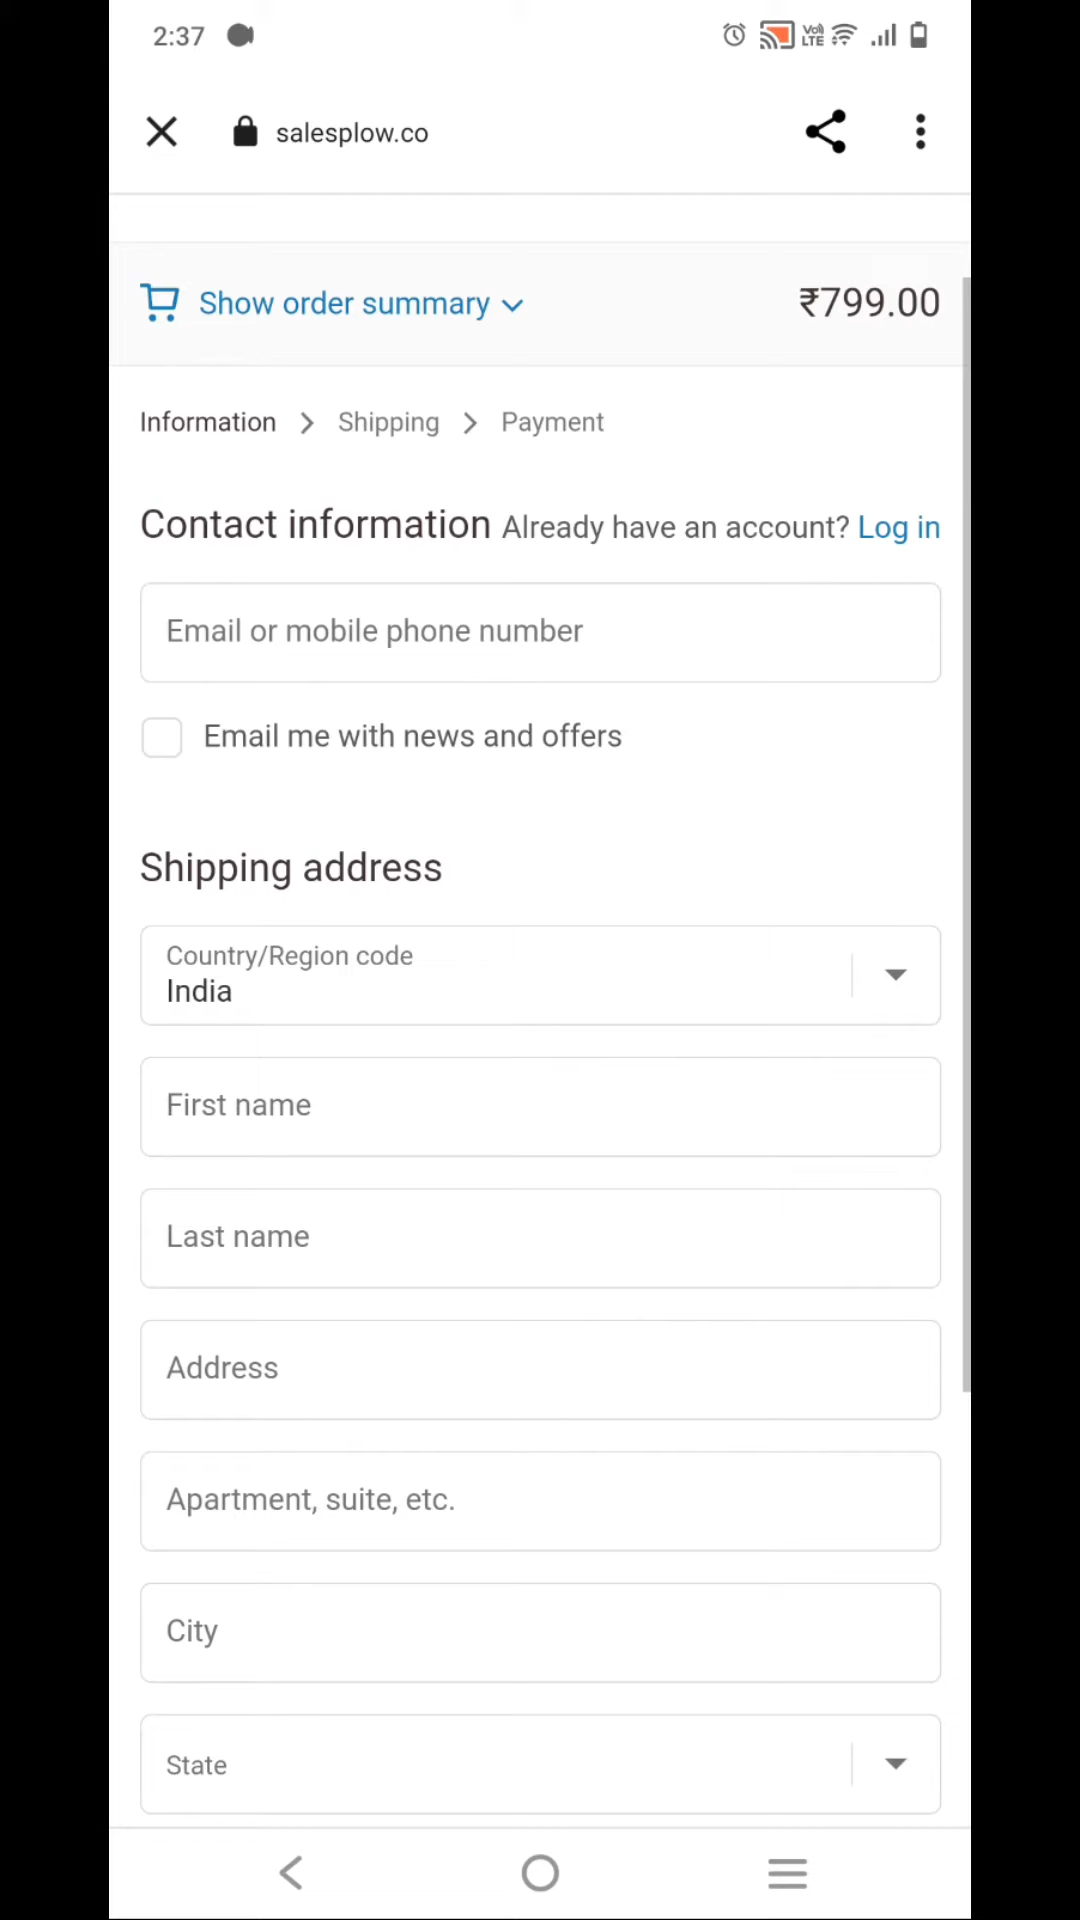 2:37
Vo)
LTE
salesplow.co
Show order summary ₹799.00
Information > Shipping > Payment
Contact information Already have an account? Log in
Email or mobile phone number
Email me with news and offers
Shipping address
Country/Region code
India
First name
Last name
Address
Apartment, suite, etc.
City
State